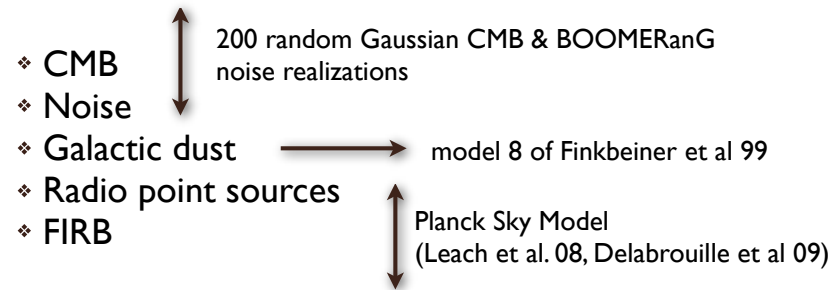 200 random Gaussian CMB & BOOMERanG
noise realizations
❖ CMB
❖ Noise
❖ Galactic dust
model 8 of Finkbeiner et al 99
❖ Radio point sources
❖ FIRB
Planck Sky Model
(Leach et al. 08, Delabrouille et al 09)